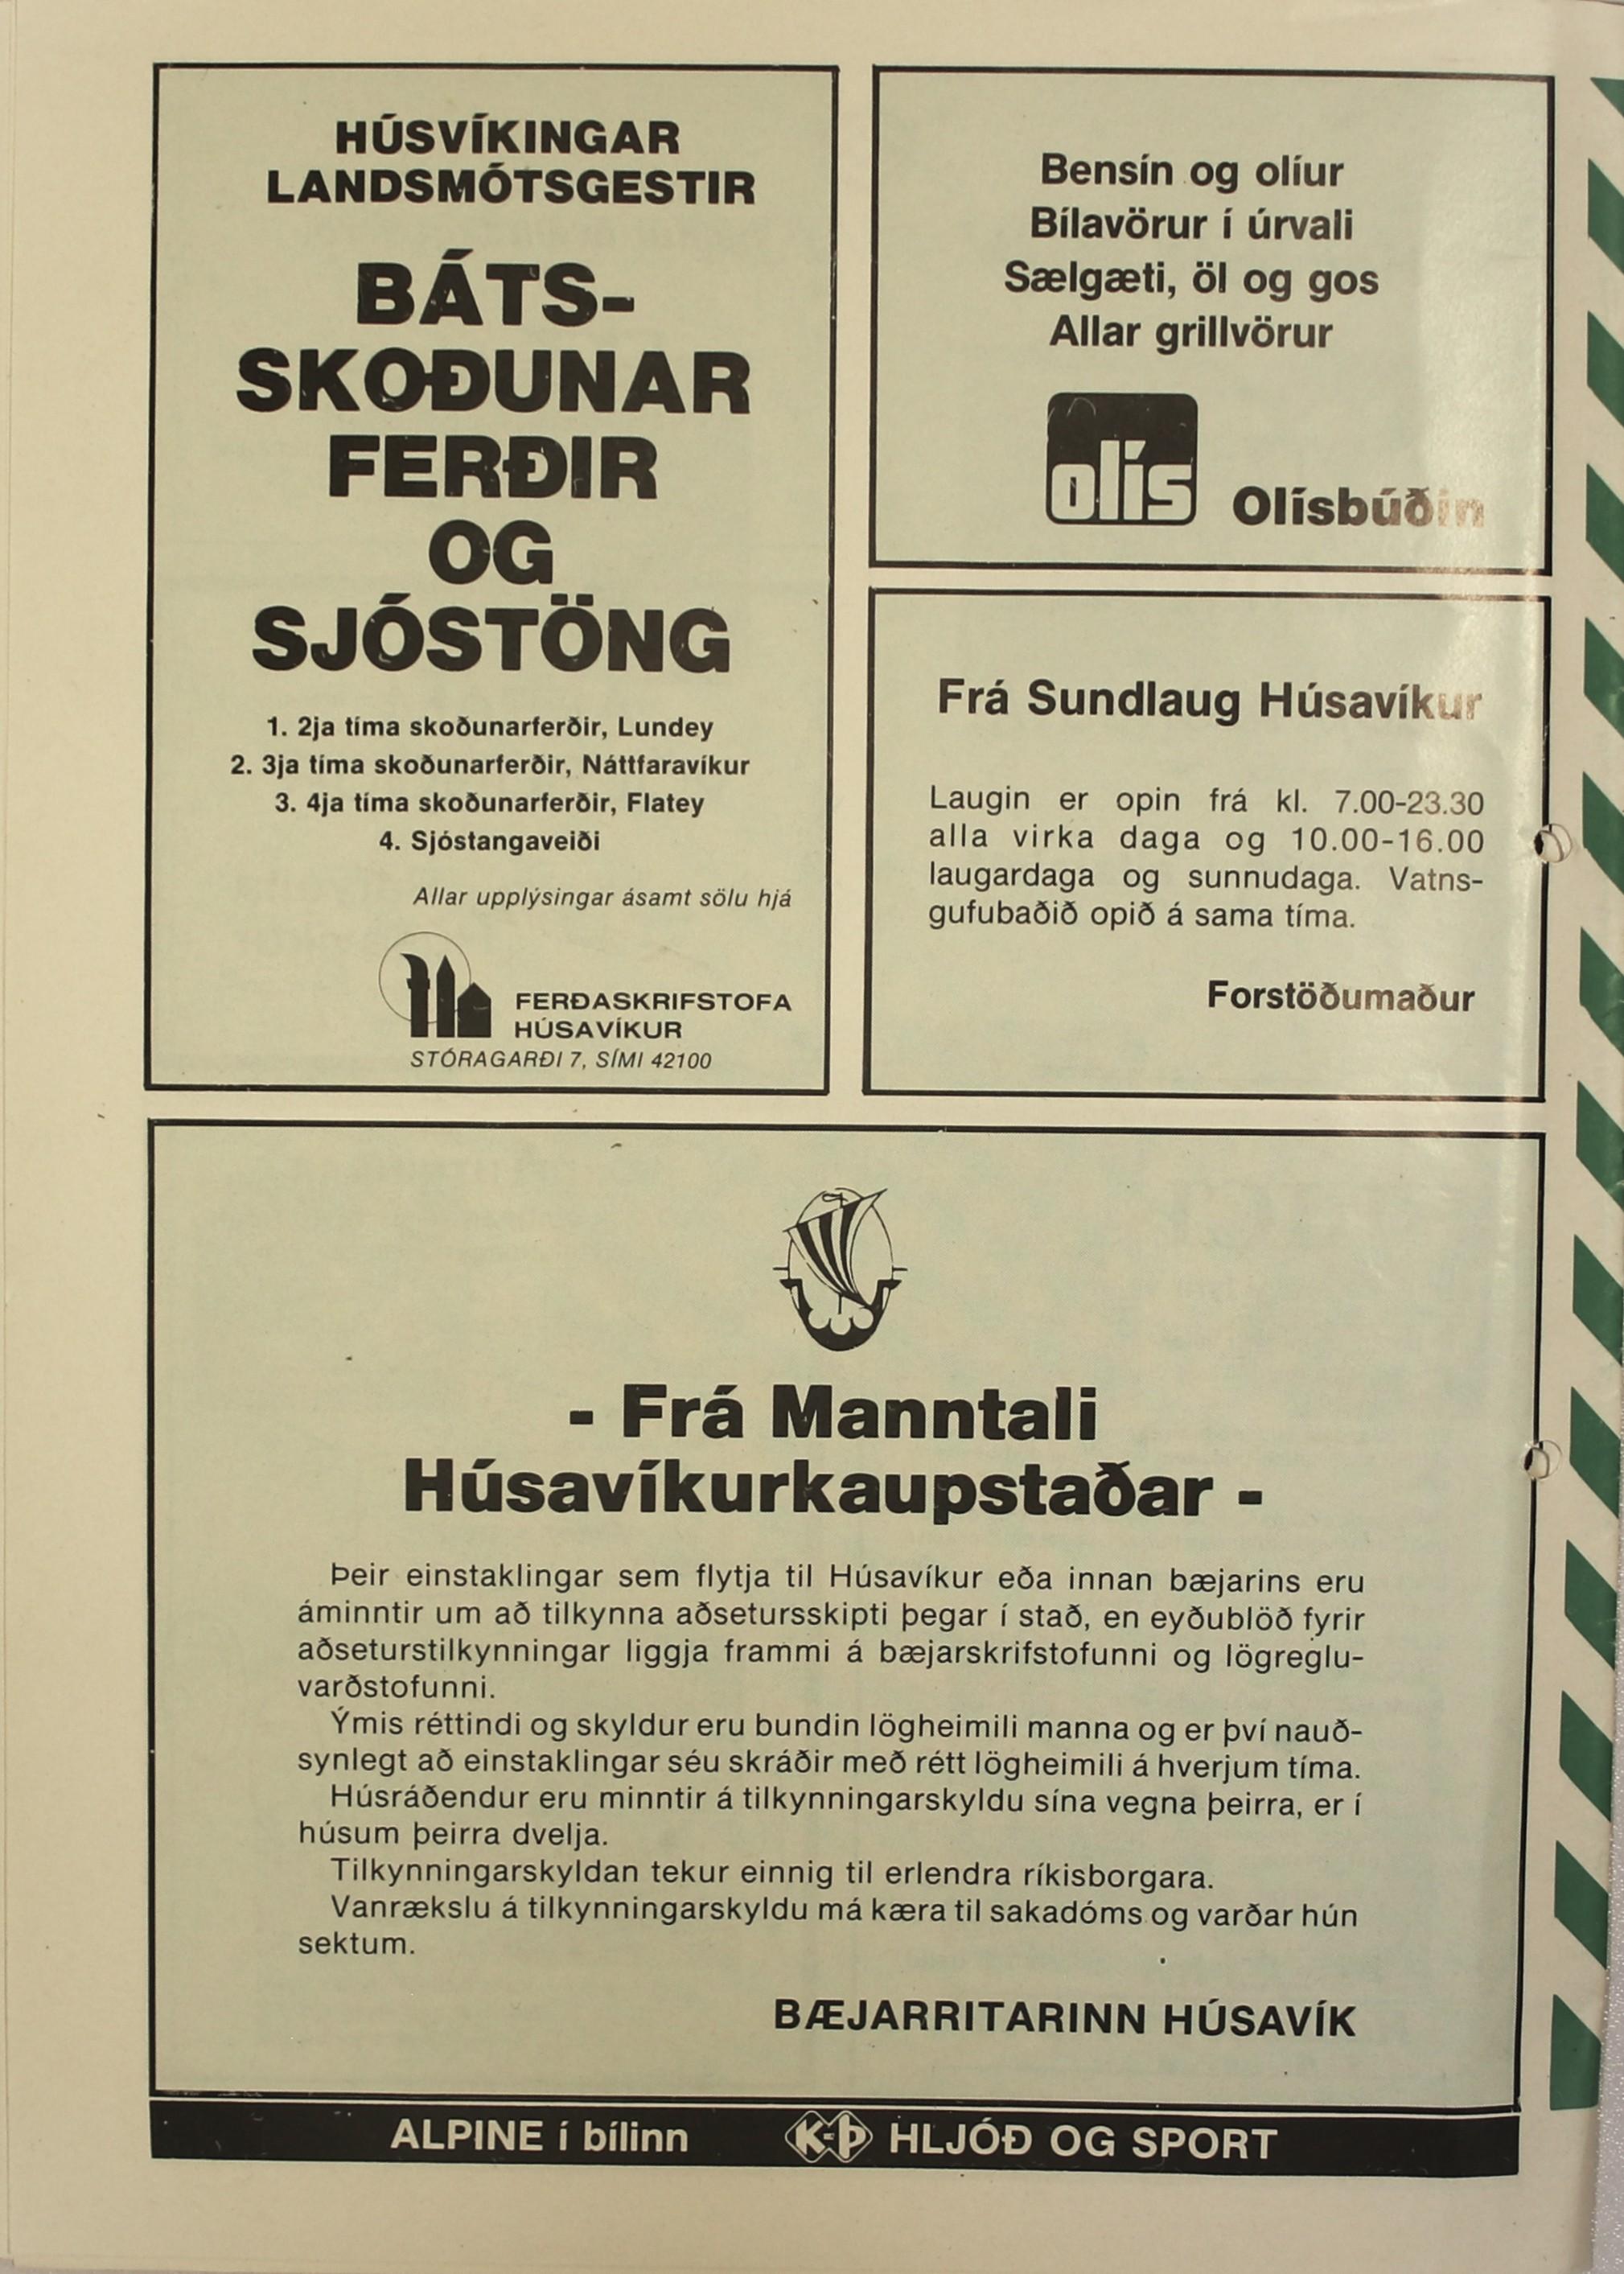 HÚSVÍKINGAR
LANDSMÓTSGESTIR
BÁTS-
SKOÐUNAR
FERÐIR
OG
SJÓSTÖNG
1. 2ja tíma skoðunarferðir, Lundey
2. 3ja tíma skoðunarferðir, Náttfaravíkur
3. 4ja tíma skoðunarferðir, Flatey
4. Sjóstangaveiði
Allar upplýsingar ásamt sölu hjá
FERÐASKRIFSTOFA
HÚSAVÍKUR
STÓRAGARÐI 7, SÍMI 42100
Bensín og olíur
Bílavörur í úrvali
Sælgæti, öl og gos
Allar grillvörur
olís Olísbúðin
Frá Sundlaug Húsavíkur
Laugin er opin frá kl. 7.00-23.30
alla virka daga og 10.00-16.00
laugardaga og sunnudaga. Vatns-
gufubaðið opið á sama tíma.
Forstöðumaður
- Frá Manntali
Húsavíkurkaupstaðar -
Þeir einstaklingar sem flytja til Húsavíkur eða innan bæjarins eru
áminntir um að tilkynna aðsetursskipti þegar í stað, en eyðublöð fyrir
aðseturstilkynningar liggja frammi á bæjarskrifstofunni og lögreglu-
varðstofunni.
Ýmis réttindi og skyldur eru bundin lögheimili manna og er því nauð-
synlegt að einstaklingar séu skráðir með rétt lögheimili á hverjum tíma.
Húsráðendur eru minntir á tilkynningarskyldu sína vegna þeirra, er í
húsum þeirra dvelja.
Tilkynningarskyldan tekur einnig til erlendra ríkisborgara.
Vanrækslu á tilkynningarskyldu má kæra til sakadóms og varðar hún
sektum.
BÆJARRITARINN HÚSAVÍK
ALPINE í bílinn K-Þ HLJÓÐ OG SPORT